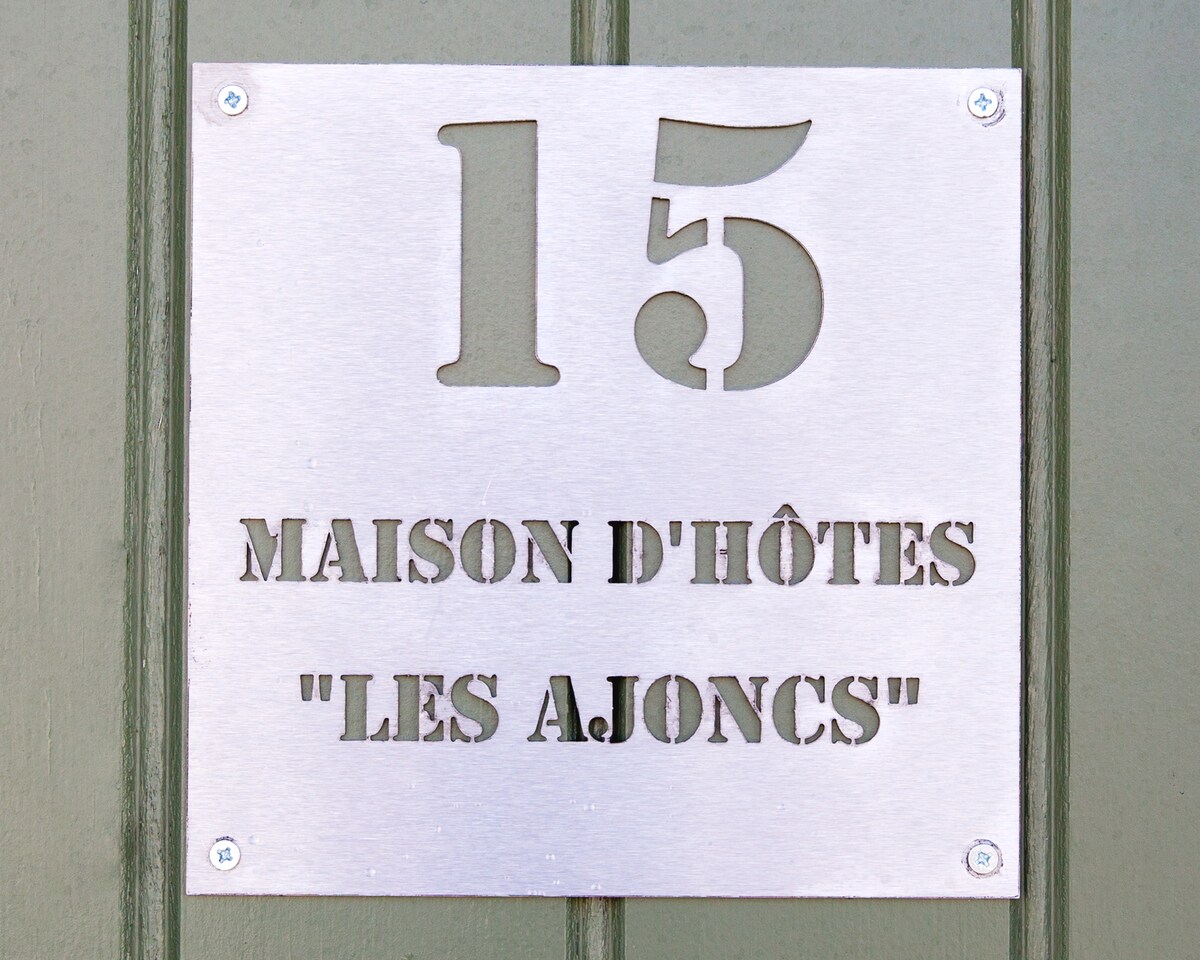 15
MAISON D'HÔTES
"LES AJONCS"